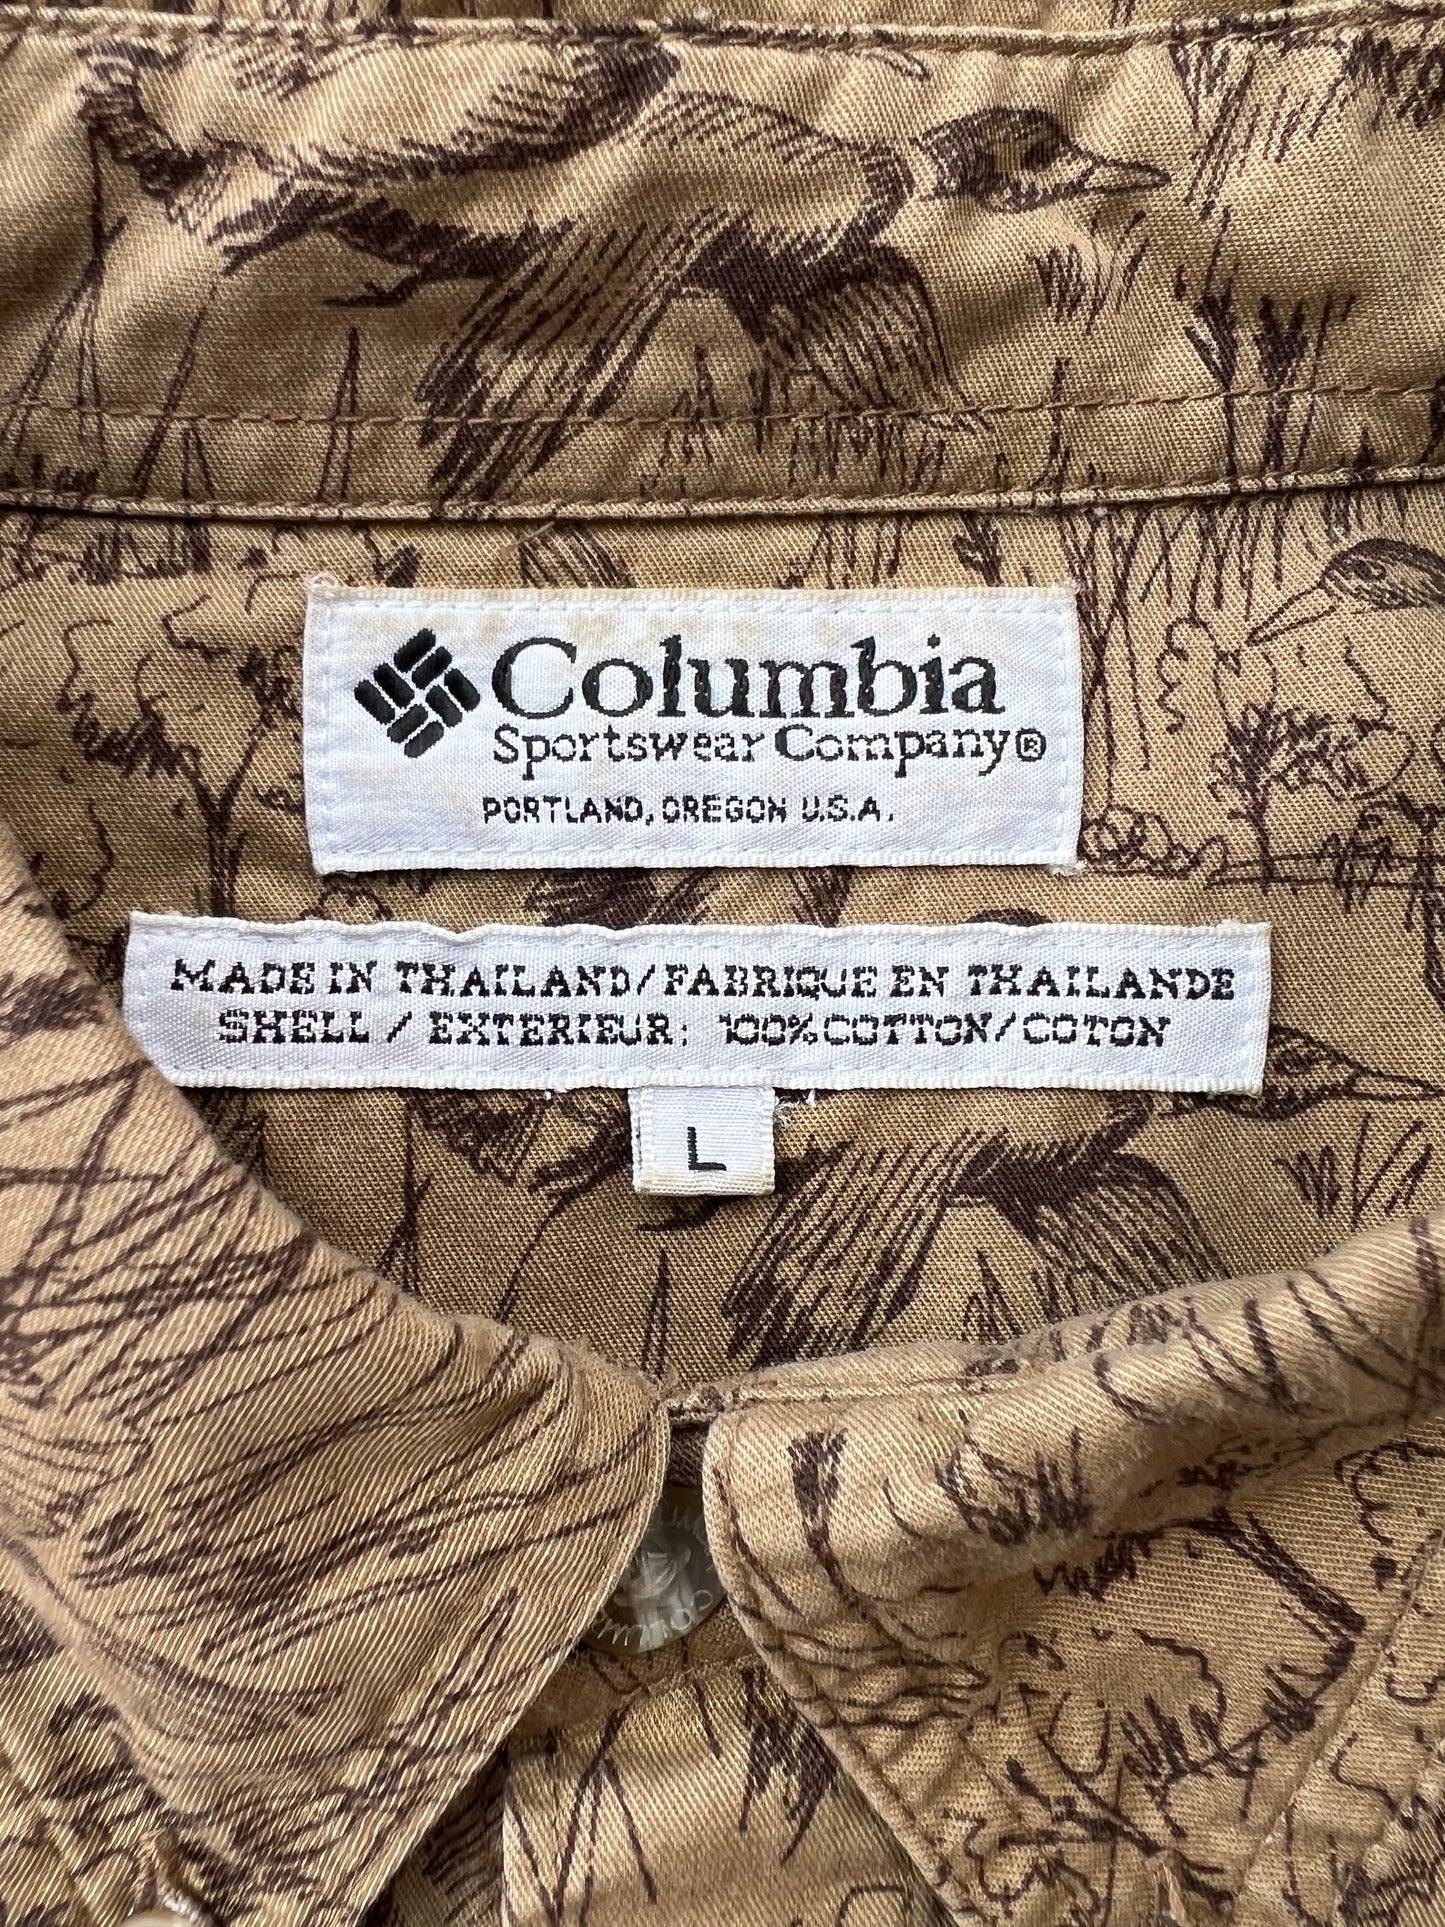 Columbia
Sportswear Company®
PORTLAND, OREGON U.S.A.
MADE IN THAILAND/FABRIQUE EN THAILANDE
SHELL / EXTERIEUR: 100% COTTON/COTON
L